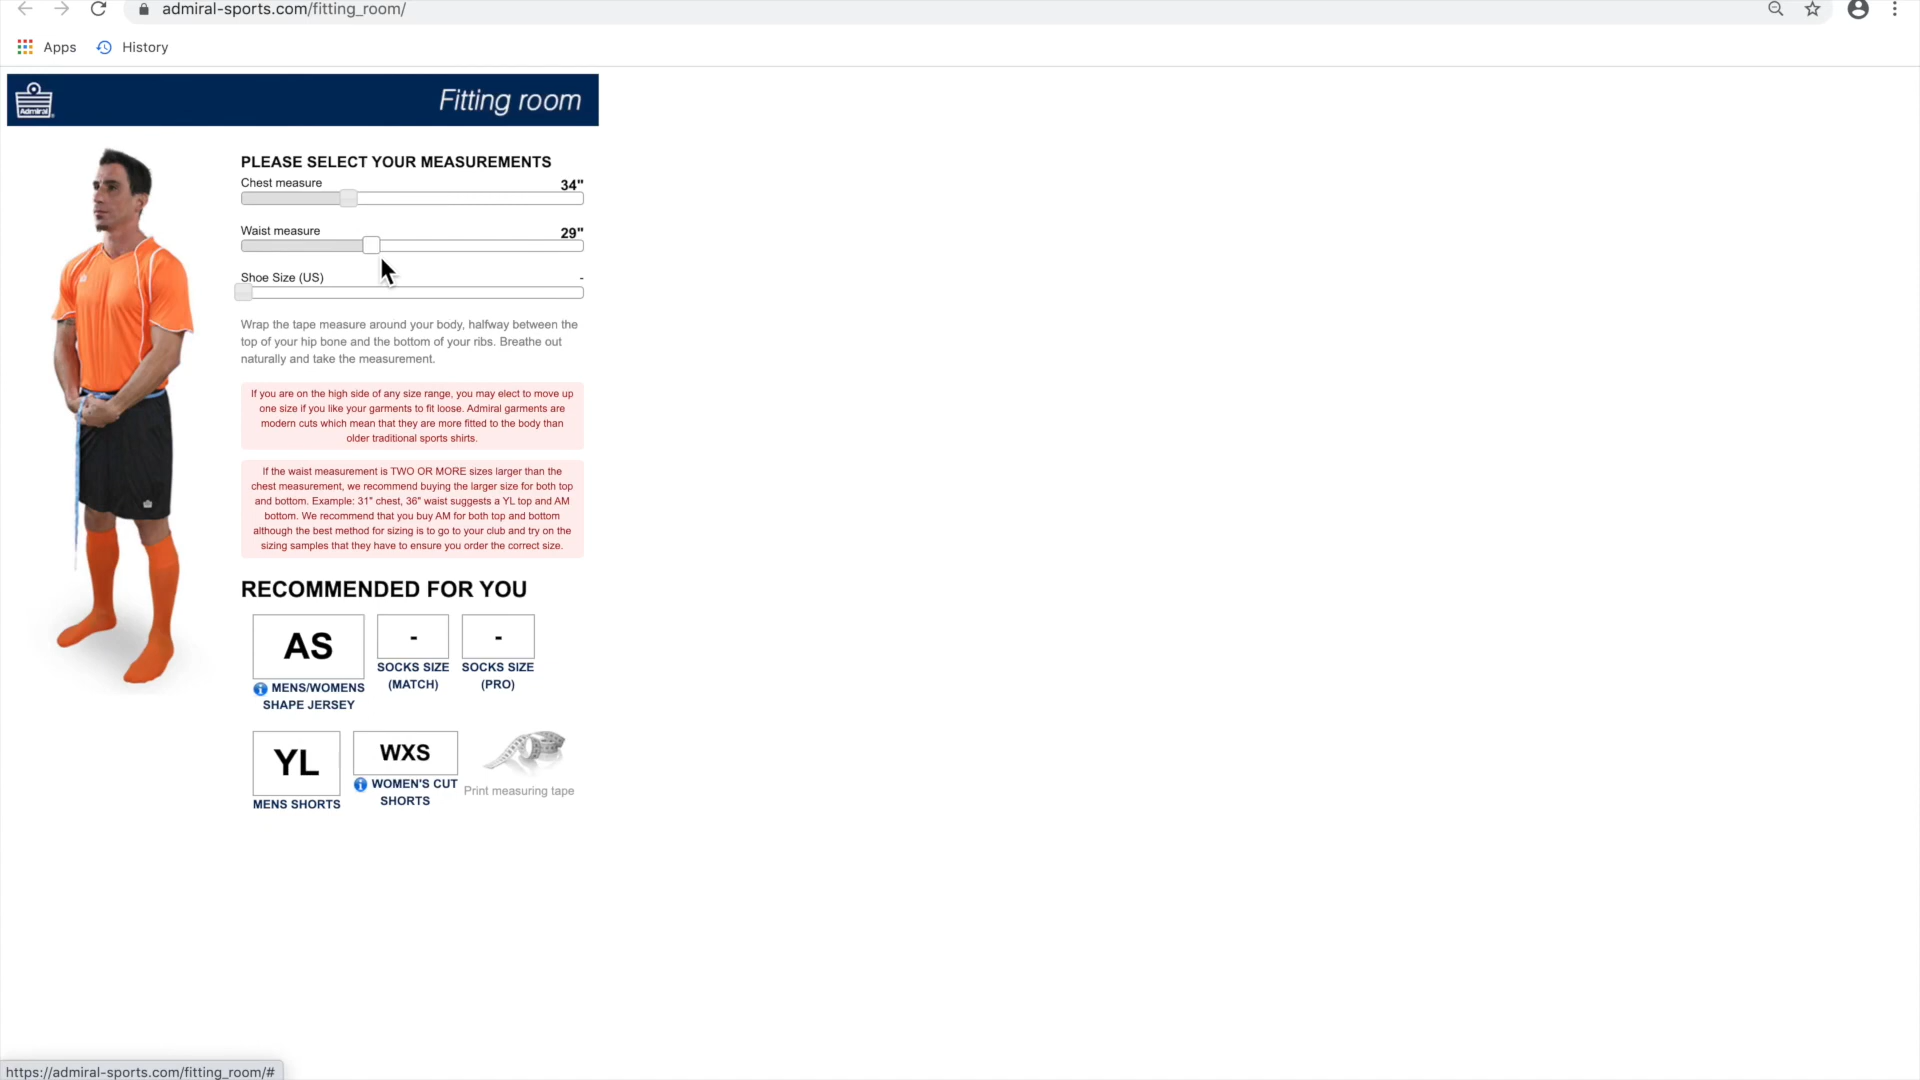 admiral-sports.com/fitting_room/
Apps
History
Admiral
Fitting room
PLEASE SELECT YOUR MEASUREMENTS
Chest measure
34"
Waist measure
29"
Shoe Size (US)
-
Wrap the tape measure around your body, halfway between the
top of your hip bone and the bottom of your ribs. Breathe out
naturally and take the measurement.
If you are on the high side of any size range, you may elect to move up
one size if you like your garments to fit loose. Admiral garments are
modern cuts which mean that they are more fitted to the body than
older traditional sports shirts.
If the waist measurement is TWO OR MORE sizes larger than the
chest measurement, we recommend buying the larger size for both top
and bottom. Example: 31" chest, 36" waist suggests a YL top and AM
bottom. We recommend that you buy AM for both top and bottom
although the best method for sizing is to go to your club and try on the
sizing samples that they have to ensure you order the correct size.
RECOMMENDED FOR YOU
AS
MENS/WOMENS
SHAPE JERSEY
-
SOCKS SIZE
(MATCH)
-
SOCKS SIZE
(PRO)
YL
MENS SHORTS
WXS
WOMEN'S CUT
SHORTS
Print measuring tape
https://admiral-sports.com/fitting_room/#